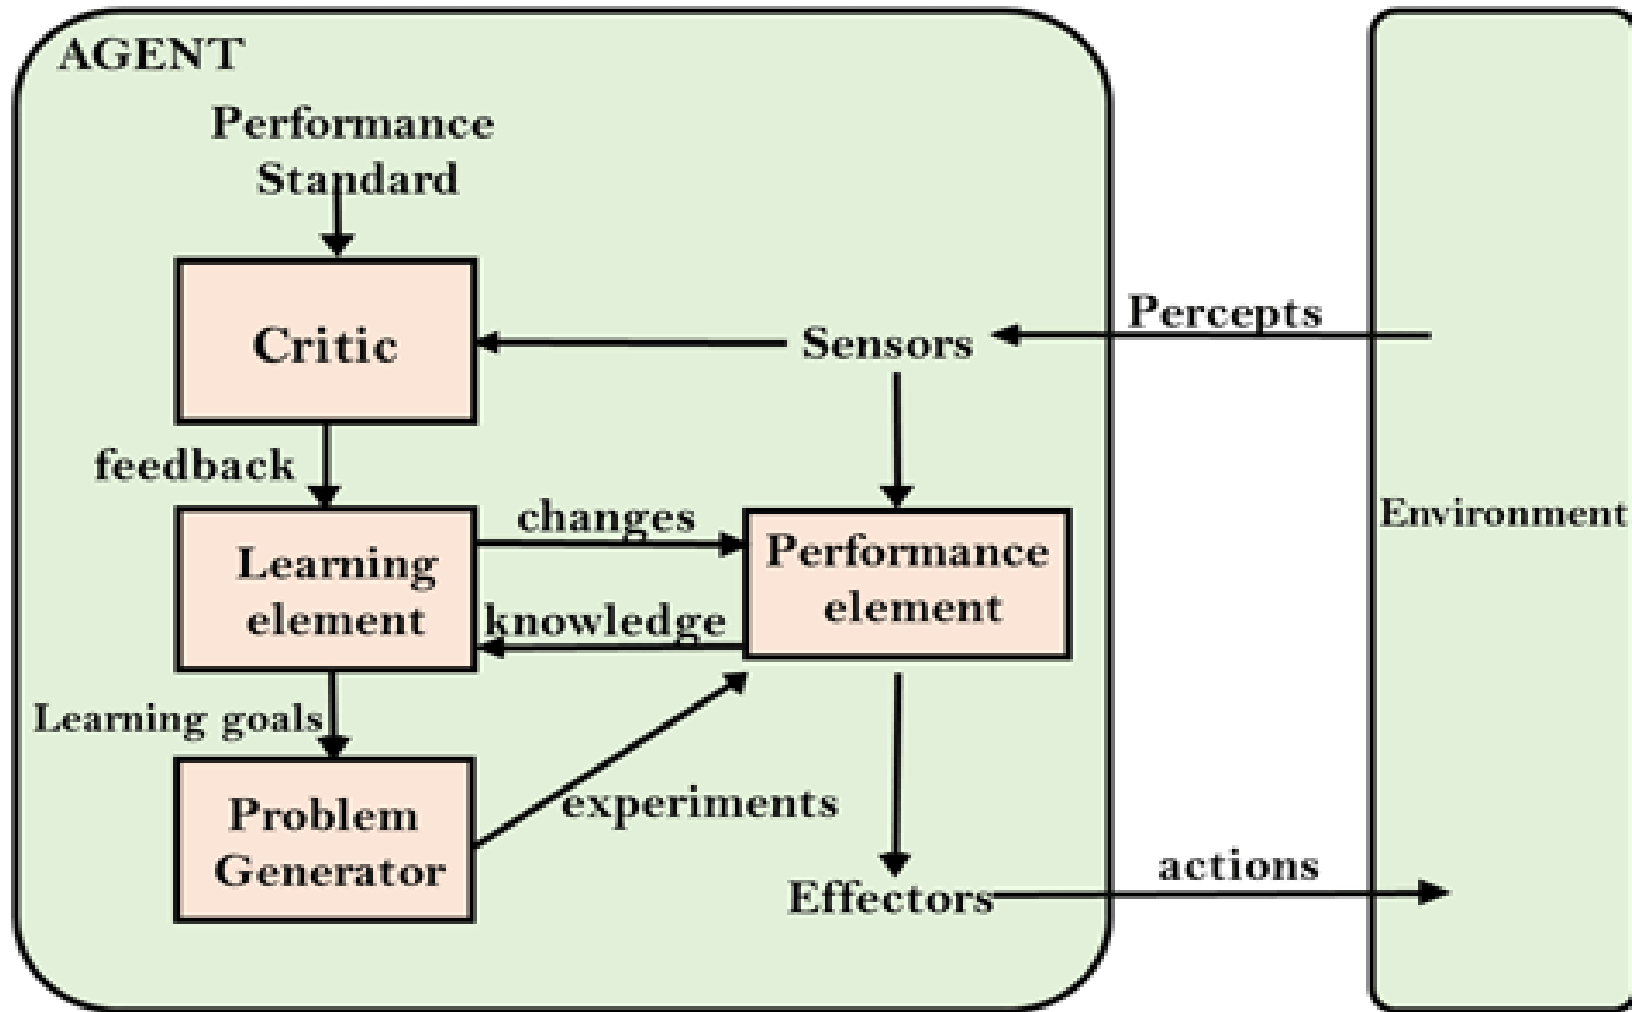 AGENT
Performance
Standard
Critic
Sensors
Percepts
feedback
changes
Environment
Learning
element
Performance
element
knowledge
Learning goals
experiments
Problem
Generator
actions
Effectors